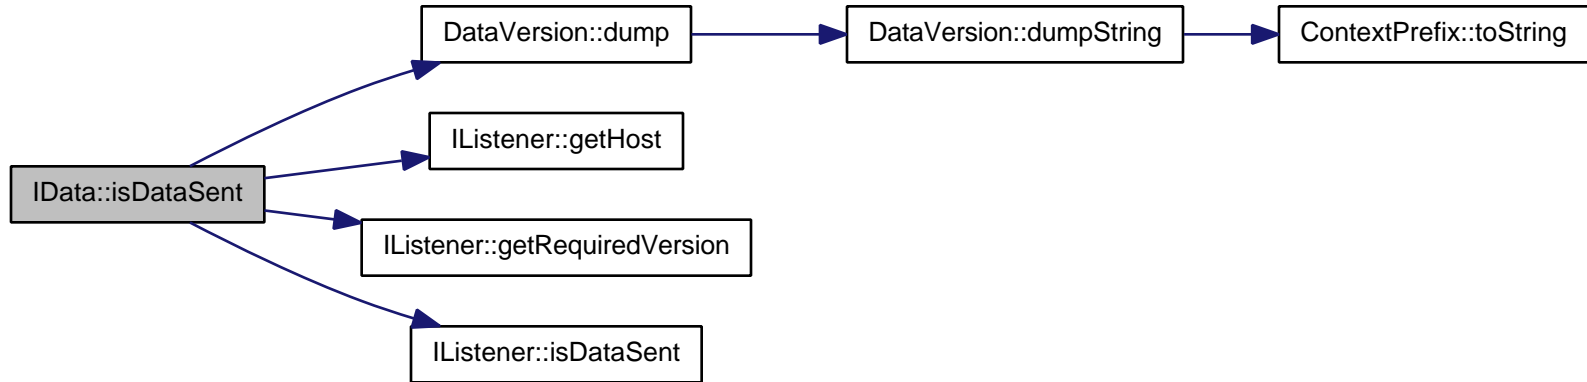 DataVersion::dump
DataVersion::dumpString
ContextPrefix::toString
IListener::getHost
IData::isDataSent
IListener::getRequiredVersion
IListener::isDataSent